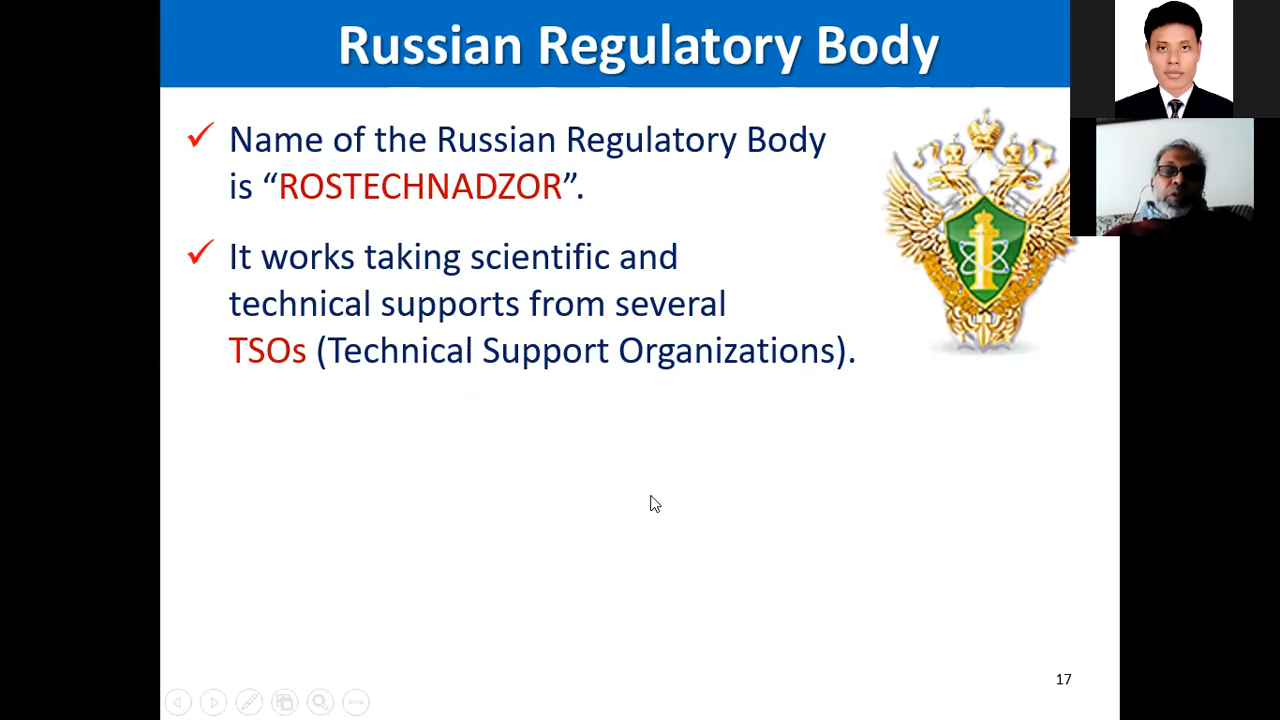 Russian Regulatory Body
✓ Name of the Russian Regulatory Body
is “ROSTECHNADZOR”.
✓ It works taking scientific and
technical supports from several
TSOs (Technical Support Organizations).
17